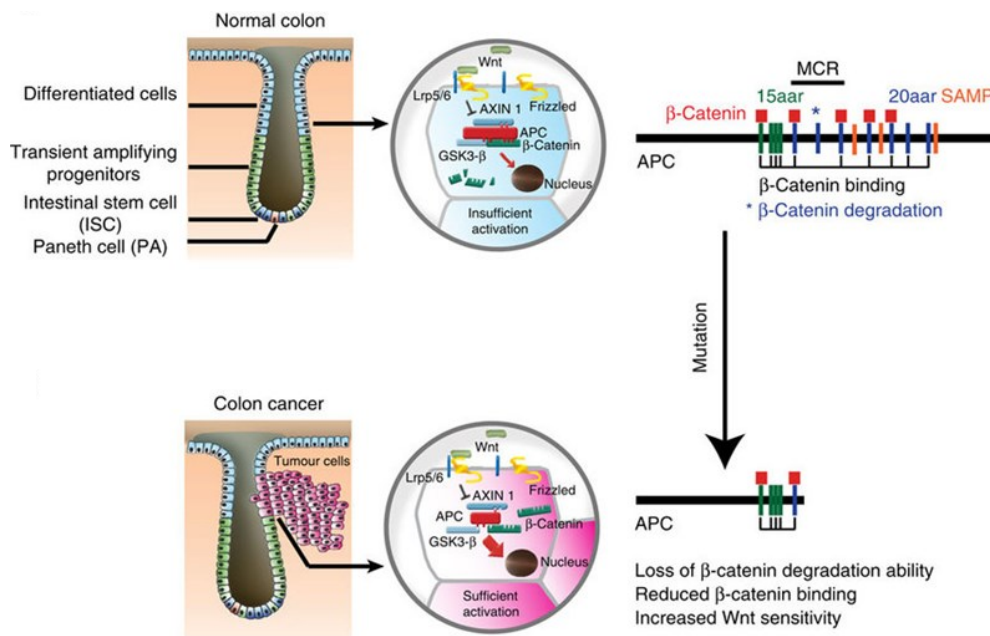 Normal colon
Differentiated cells
Transient amplifying
progenitors
Intestinal stem cell
(ISC)
Paneth cell (PA)
Wnt
Lrp5/6
AXIN 1
Frizzled
APC
β-Catenin
GSK3-β
Nucleus
Insufficient
activation
MCR
β-Catenin
15aar
*
20aar
SAMP
APC
β-Catenin binding
* β-Catenin degradation
Mutation
Colon cancer
Tumour cells
Wnt
Lrp5/6
Frizzled
AXIN 1
APC
β-Catenin
GSK3-β
Nucleus
Sufficient
activation
APC
Loss of β-catenin degradation ability
Reduced β-catenin binding
Increased Wnt sensitivity